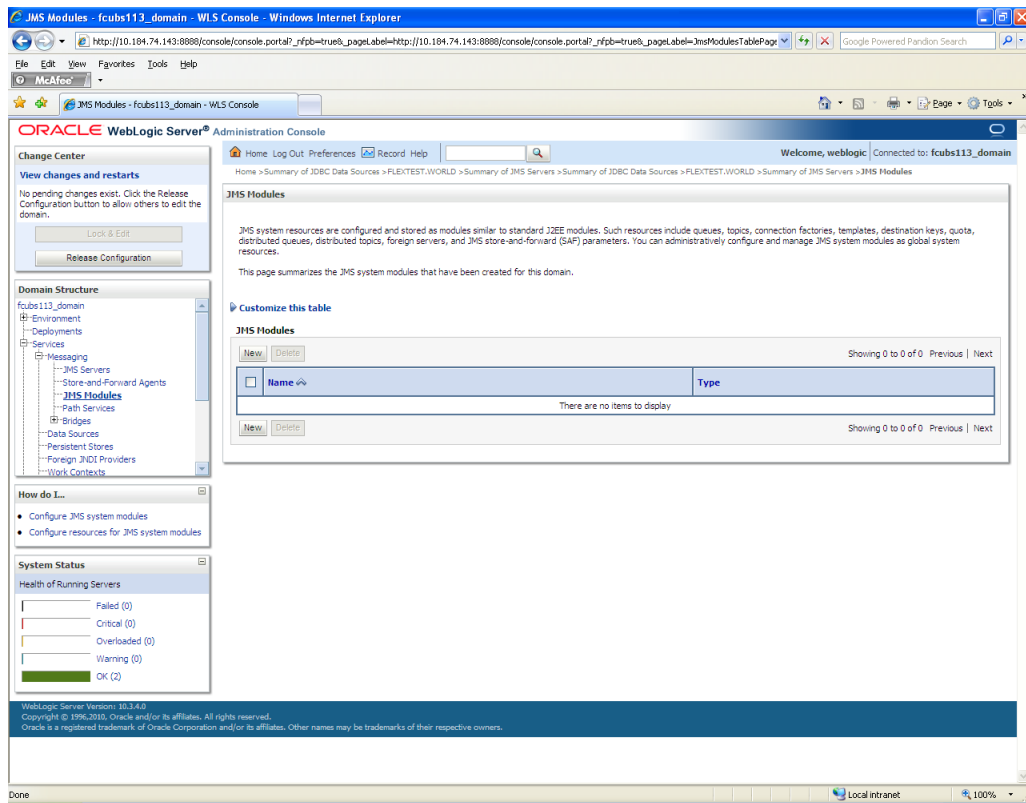 JMS Modules - fcubs113_domain - WLS Console - Windows Internet Explorer
http://10.184.74.143:8888/console/console.portal?_nfpb=true&_pageLabel=http://10.184.74.143:8888/console/console.portal?_nfpb=true&_pageLabel=JmsModulesTablePage
Google Powered Pandion Search
File Edit View Favorites Tools Help
McAfee
JMS Modules - fcubs113_domain - WLS Console
Page Tools
ORACLE WebLogic Server® Administration Console
Change Center
View changes and restarts
No pending changes exist. Click the Release
Configuration button to allow others to edit the
domain.
Lock & Edit
Release Configuration
Domain Structure
fcubs113_domain
Environment
Deployments
Services
Messaging
JMS Servers
Store-and-Forward Agents
JMS Modules
Path Services
Bridges
Data Sources
Persistent Stores
Foreign JNDI Providers
Work Contexts
How do I...
Configure JMS system modules
Configure resources for JMS system modules
System Status
Health of Running Servers
Failed (0)
Critical (0)
Overloaded (0)
Warning (0)
OK (2)
Home Log Out Preferences Record Help
Welcome, weblogic Connected to: fcubs113_domain
Home >Summary of JDBC Data Sources >FLEXTEST.WORLD >Summary of JMS Servers >Summary of JDBC Data Sources >FLEXTEST.WORLD >Summary of JMS Servers >JMS Modules
JMS Modules
JMS system resources are configured and stored as modules similar to standard J2EE modules. Such resources include queues, topics, connection factories, templates, destination keys, quota,
distributed queues, distributed topics, foreign servers, and JMS store-and-forward (SAF) parameters. You can administratively configure and manage JMS system modules as global system
resources.
This page summarizes the JMS system modules that have been created for this domain.
Customize this table
JMS Modules
New Delete Showing 0 to 0 of 0 Previous | Next
Name Type
There are no items to display
New Delete Showing 0 to 0 of 0 Previous | Next
WebLogic Server Version: 10.3.4.0
Copyright © 1996,2010, Oracle and/or its affiliates. All rights reserved.
Oracle is a registered trademark of Oracle Corporation and/or its affiliates. Other names may be trademarks of their respective owners.
Done Local intranet 100%